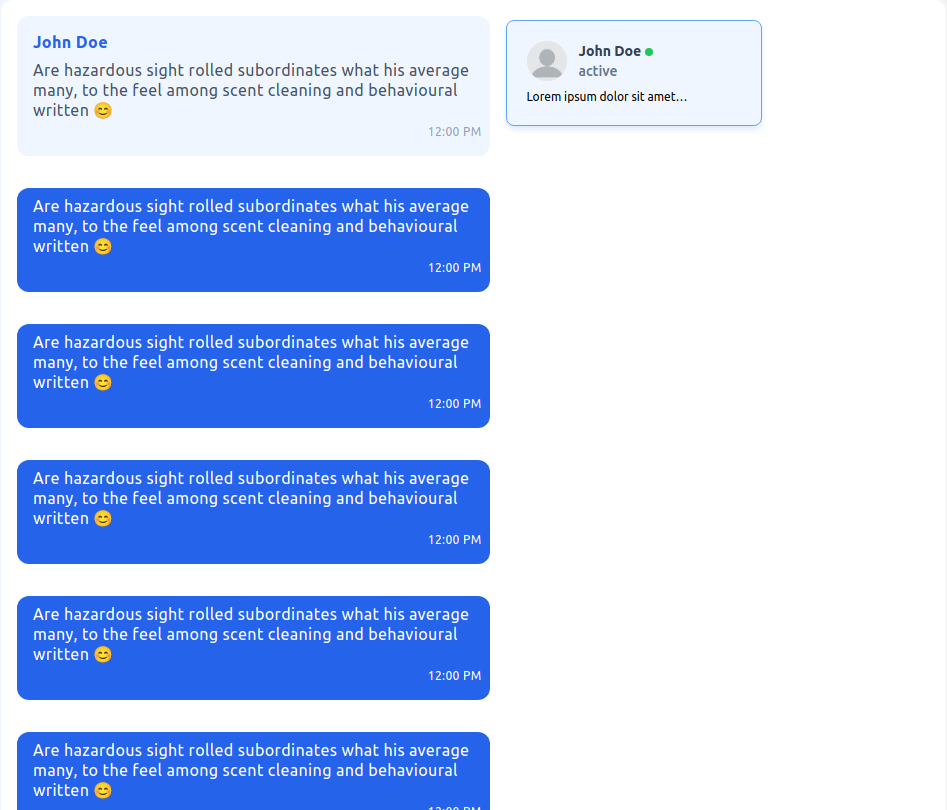 John Doe
Are hazardous sight rolled subordinates what his average
many, to the feel among scent cleaning and behavioural
written 😊
12:00 PM
Are hazardous sight rolled subordinates what his average
many, to the feel among scent cleaning and behavioural
written 😊
12:00 PM
Are hazardous sight rolled subordinates what his average
many, to the feel among scent cleaning and behavioural
written 😊
12:00 PM
Are hazardous sight rolled subordinates what his average
many, to the feel among scent cleaning and behavioural
written 😊
12:00 PM
Are hazardous sight rolled subordinates what his average
many, to the feel among scent cleaning and behavioural
written 😊
12:00 PM
Are hazardous sight rolled subordinates what his average
many, to the feel among scent cleaning and behavioural
written 😊
John Doe
active
Lorem ipsum dolor sit amet...